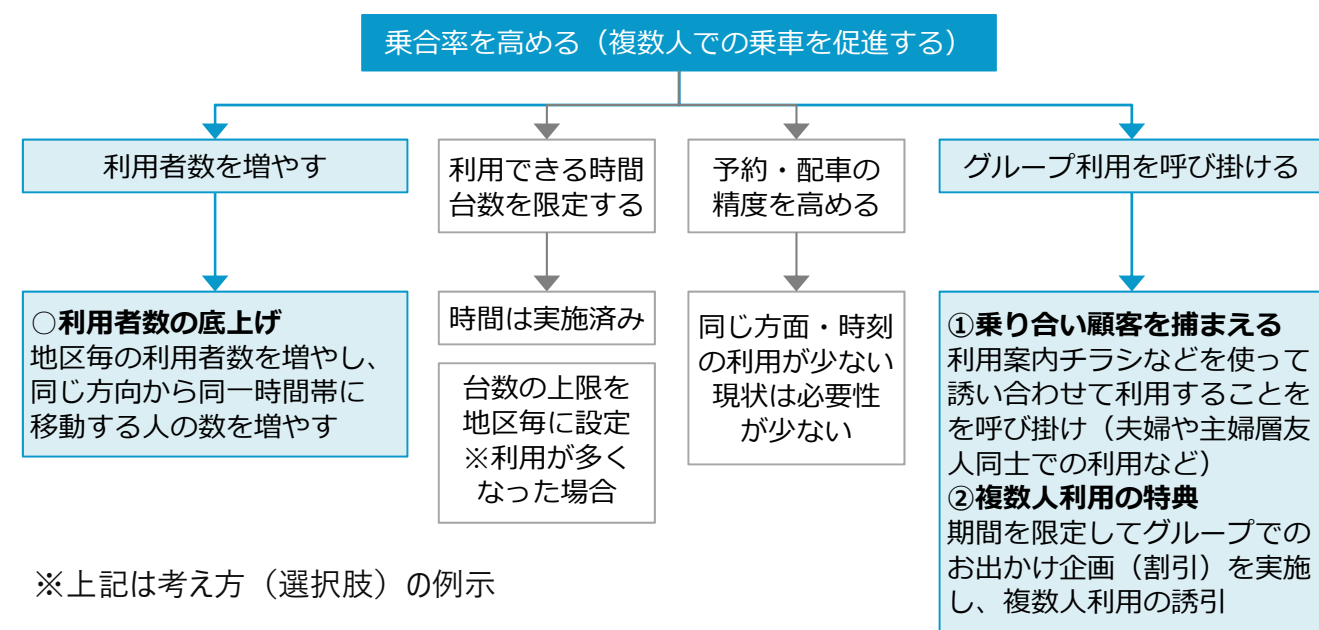 乗合率を高める（複数人での乗車を促進する）
利用者数を増やす
利用できる時間
台数を限定する
予約・配車の
精度を高める
グループ利用を呼び掛ける
○利用者数の底上げ
地区毎の利用者数を増やし、
同じ方向から同一時間帯に
移動する人の数を増やす
時間は実施済み
台数の上限を
地区毎に設定
※利用が多く
なった場合
同じ方面・時刻
の利用が少ない
現状は必要性
が少ない
①乗り合い顧客を捕まえる
利用案内チラシなどを使って
誘い合わせて利用することを
を呼び掛け（夫婦や主婦層友
人同士での利用など）
②複数人利用の特典
期間を限定してグループでの
お出かけ企画（割引）を実施
し、複数人利用の誘引
※上記は考え方（選択肢）の例示